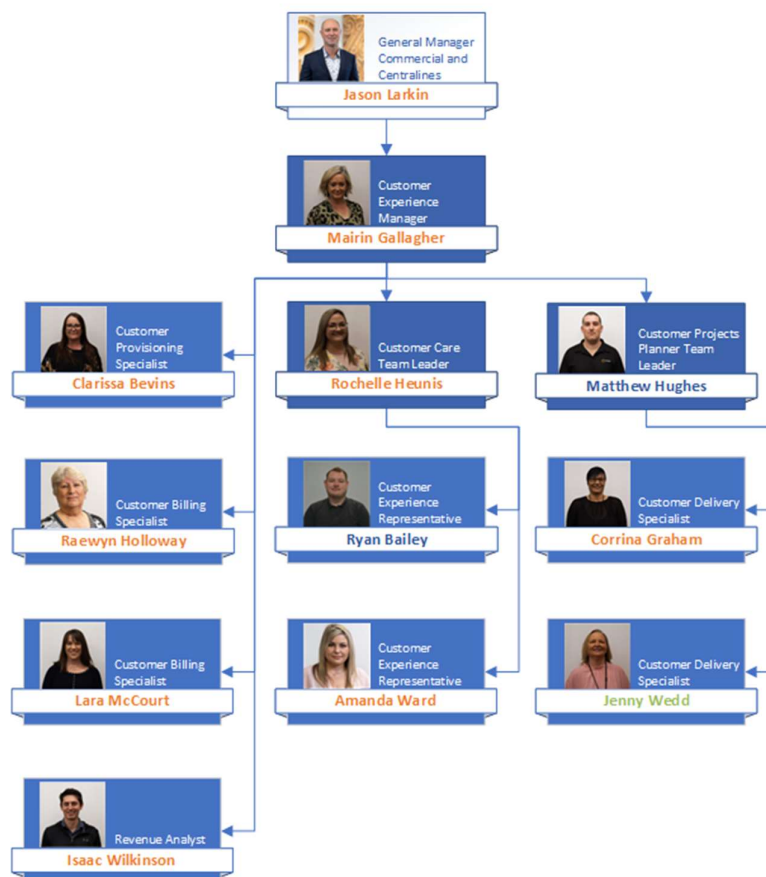 General Manager
Commercial and
Centralines
Jason Larkin
Customer
Experience
Manager
Mairin Gallagher
Customer
Provisioning
Specialist
Clarissa Bevins
Customer Care
Team Leader
Rochelle Heunis
Customer Projects
Planner Team
Leader
Matthew Hughes
Customer Billing
Specialist
Raewyn Holloway
Customer
Experience
Representative
Ryan Bailey
Customer Delivery
Specialist
Corrina Graham
Customer Billing
Specialist
Lara McCourt
Customer
Experience
Representative
Amanda Ward
Customer Delivery
Specialist
Jenny Wedd
Revenue Analyst
Isaac Wilkinson